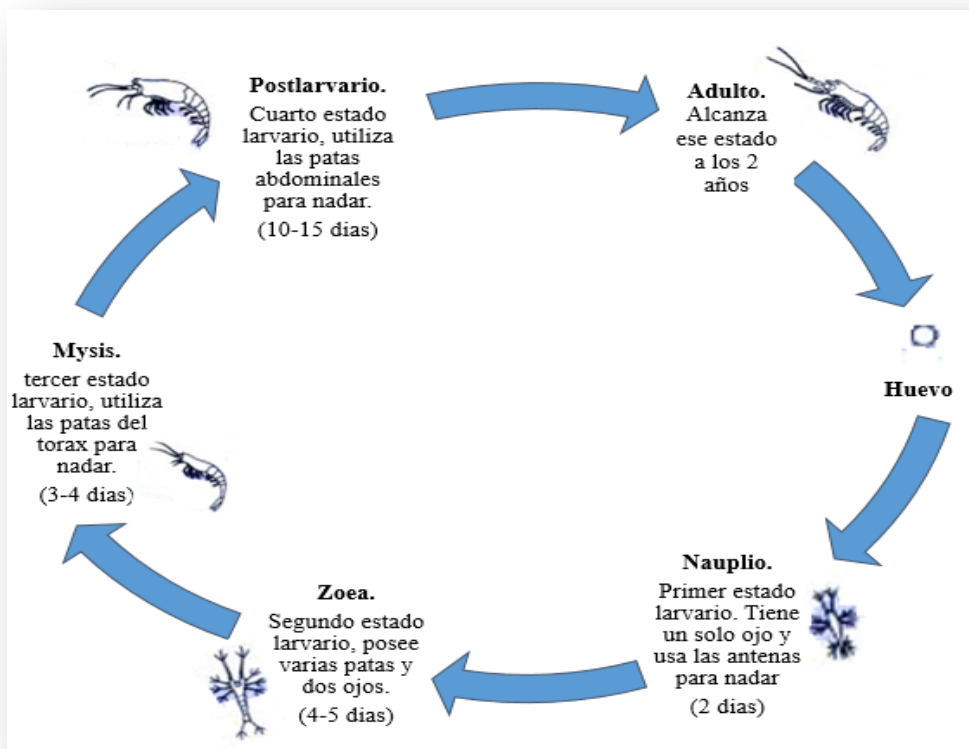 Postlarvario.
Cuarto estado
larvario, utiliza
las patas
abdominales
para nadar.
(10-15 dias)
Adulto.
Alcanza
ese estado
a los 2
años
Huevo
Nauplio.
Primer estado
larvario. Tiene
un solo ojo y
usa las antenas
para nadar
(2 dias)
Zoea.
Segundo estado
larvario, posee
varias patas y
dos ojos.
(4-5 dias)
Mysis.
tercer estado
larvario, utiliza
las patas del
torax para
nadar.
(3-4 dias)